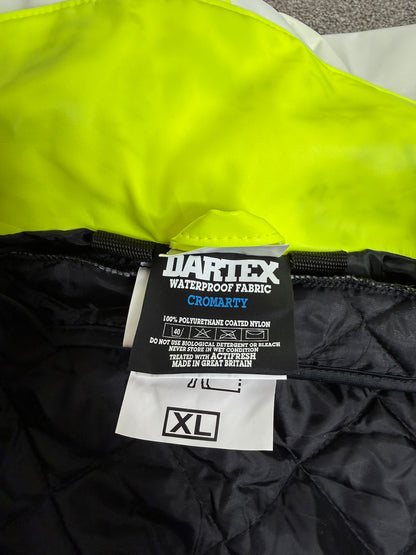 DARTEX
WATERPROOF FABRIC
CROMARTY
100% POLYURETHANE COATED NYLON
40
DO NOT USE BIOLOGICAL DETERGENT OR BLEACH
NEVER STORE IN WET CONDITION
TREATED WITH ACTIFRESH
MADE IN GREAT BRITAIN
XL